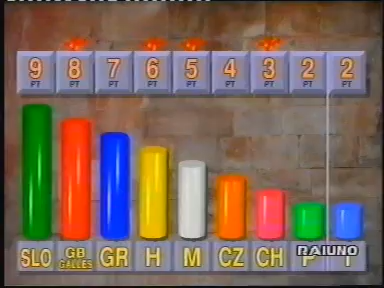 9 8 7 6 5 4 3 2 2
PT PT PT PT PT PT PT PT PT
SLO GB GR H M CZ CH P I
GALLES
RAIUNO